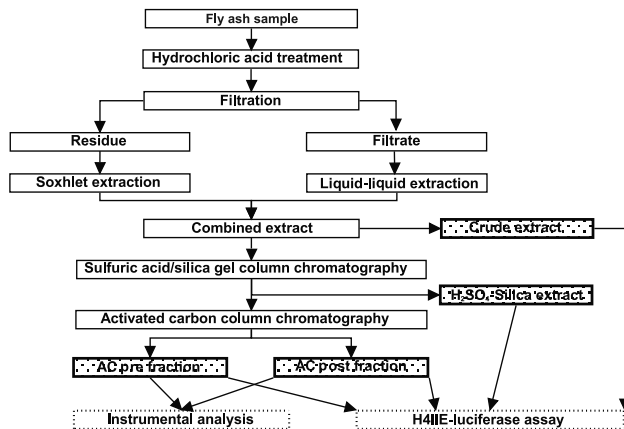 Fly ash sample
Hydrochloric acid treatment
Filtration
Residue
Filtrate
Soxhlet extraction
Liquid-liquid extraction
Combined extract
Crude extract
Sulfuric acid/silica gel column chromatography
H₂SO₄-Silica extract
Activated carbon column chromatography
AC pre fraction
AC post fraction
Instrumental analysis
H4IIE-luciferase assay